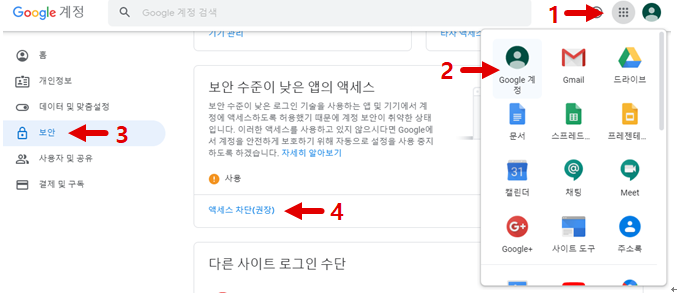 Google 계정
Google 계정 검색
1
기기 관리
홈
개인정보
데이터 및 맞춤설정
보안
3
사용자 및 공유
결제 및 구독
보안 수준이 낮은 앱의 액세스
보안 수준이 낮은 로그인 기술을 사용하는 앱 및 기기에서 계
정에 액세스하도록 허용했기 때문에 계정 보안이 취약한 상태
입니다. 이러한 액세스를 사용하고 있지 않으시다면 Google에
서 계정을 안전하게 보호하기 위해 자동으로 설정을 사용 중지
하도록 하겠습니다. 자세히 알아보기
사용
액세스 차단(권장)
4
다른 사이트 로그인 수단
2
Google 계
정
Gmail
드라이브
문서
스프레드...
프레젠테...
31
캘린더
채팅
Meet
G+
Google+
사이트 도구
주소록